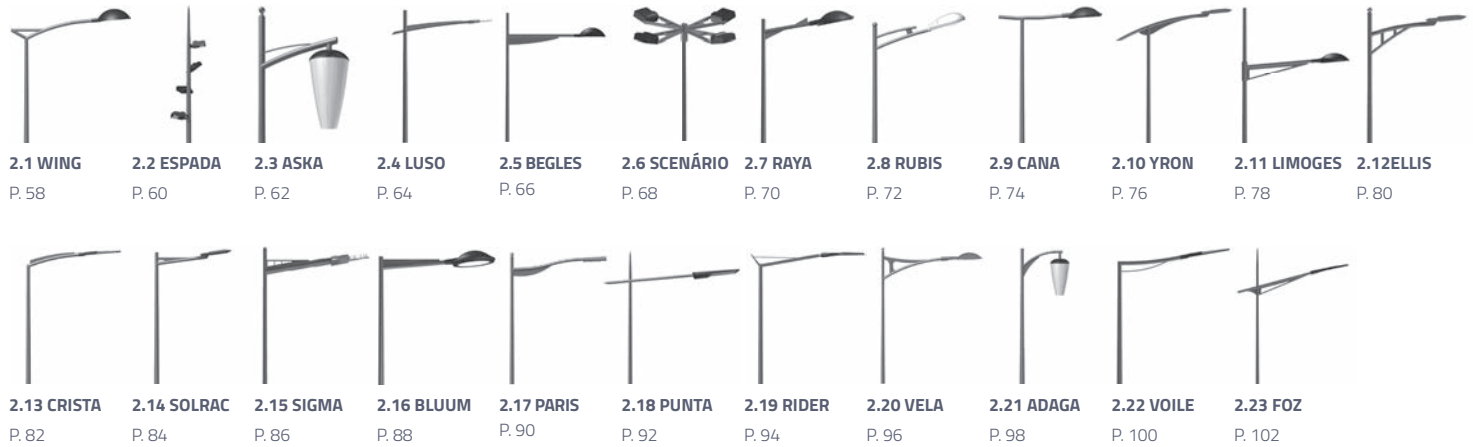 2.1 WING 2.2 ESPADA 2.3 ASKA 2.4 LUSO 2.5 BEGLES 2.6 SCENÁRIO 2.7 RAYA 2.8 RUBIS 2.9 CANA 2.10 YRON 2.11 LIMOGES 2.12ELLIS
P. 58 P. 60 P. 62 P. 64 P. 66 P. 68 P. 70 P. 72 P. 74 P. 76 P. 78 P. 80
2.13 CRISTA 2.14 SOLRAC 2.15 SIGMA 2.16 BLUUM 2.17 PARIS 2.18 PUNTA 2.19 RIDER 2.20 VELA 2.21 ADAGA 2.22 VOILE 2.23 FOZ
P. 82 P. 84 P. 86 P. 88 P. 90 P. 92 P. 94 P. 96 P. 98 P. 100 P. 102